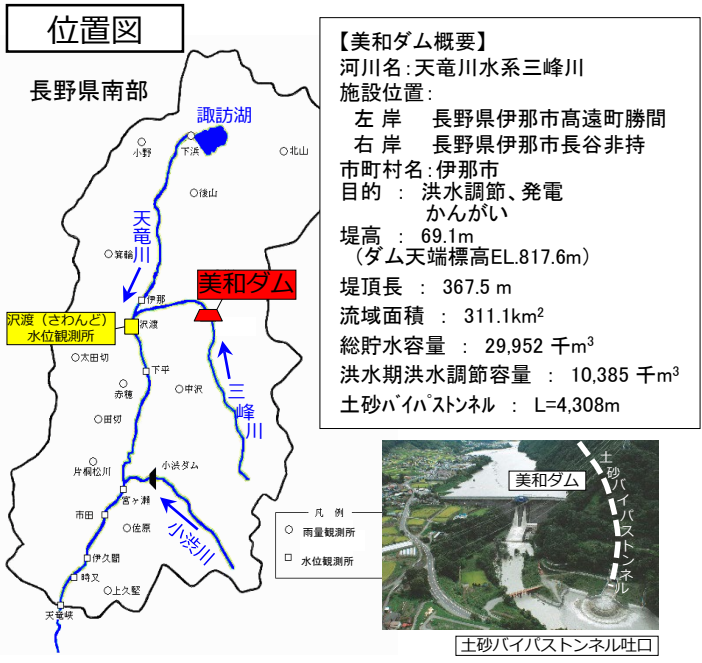 位置図
長野県南部
諏訪湖
下浜
小野
北山
後山
天竜川
箕輪
伊那
美和ダム
沢渡（さわんど）
水位観測所
沢渡
太田切
下平
赤穂
中沢
三峰川
田切
片桐松川
小渋ダム
宮ヶ瀬
市田
佐原
小渋川
伊久間
時又
上久堅
天竜峡
凡 例
雨量観測所
水位観測所
【美和ダム概要】
河川名：天竜川水系三峰川
施設位置：
左 岸 長野県伊那市髙遠町勝間
右 岸 長野県伊那市長谷非持
市町村名：伊那市
目的 ： 洪水調節、発電
かんがい
堤高 ： 69.1m
（ダム天端標高EL.817.6m）
堤頂長 ： 367.5 m
流域面積 ： 311.1km²
総貯水容量 ： 29,952 千m³
洪水期洪水調節容量 ： 10,385 千m³
土砂バイパストンネル ： L=4,308m
美和ダム
土砂バイパストンネル
土砂バイパストンネル吐口